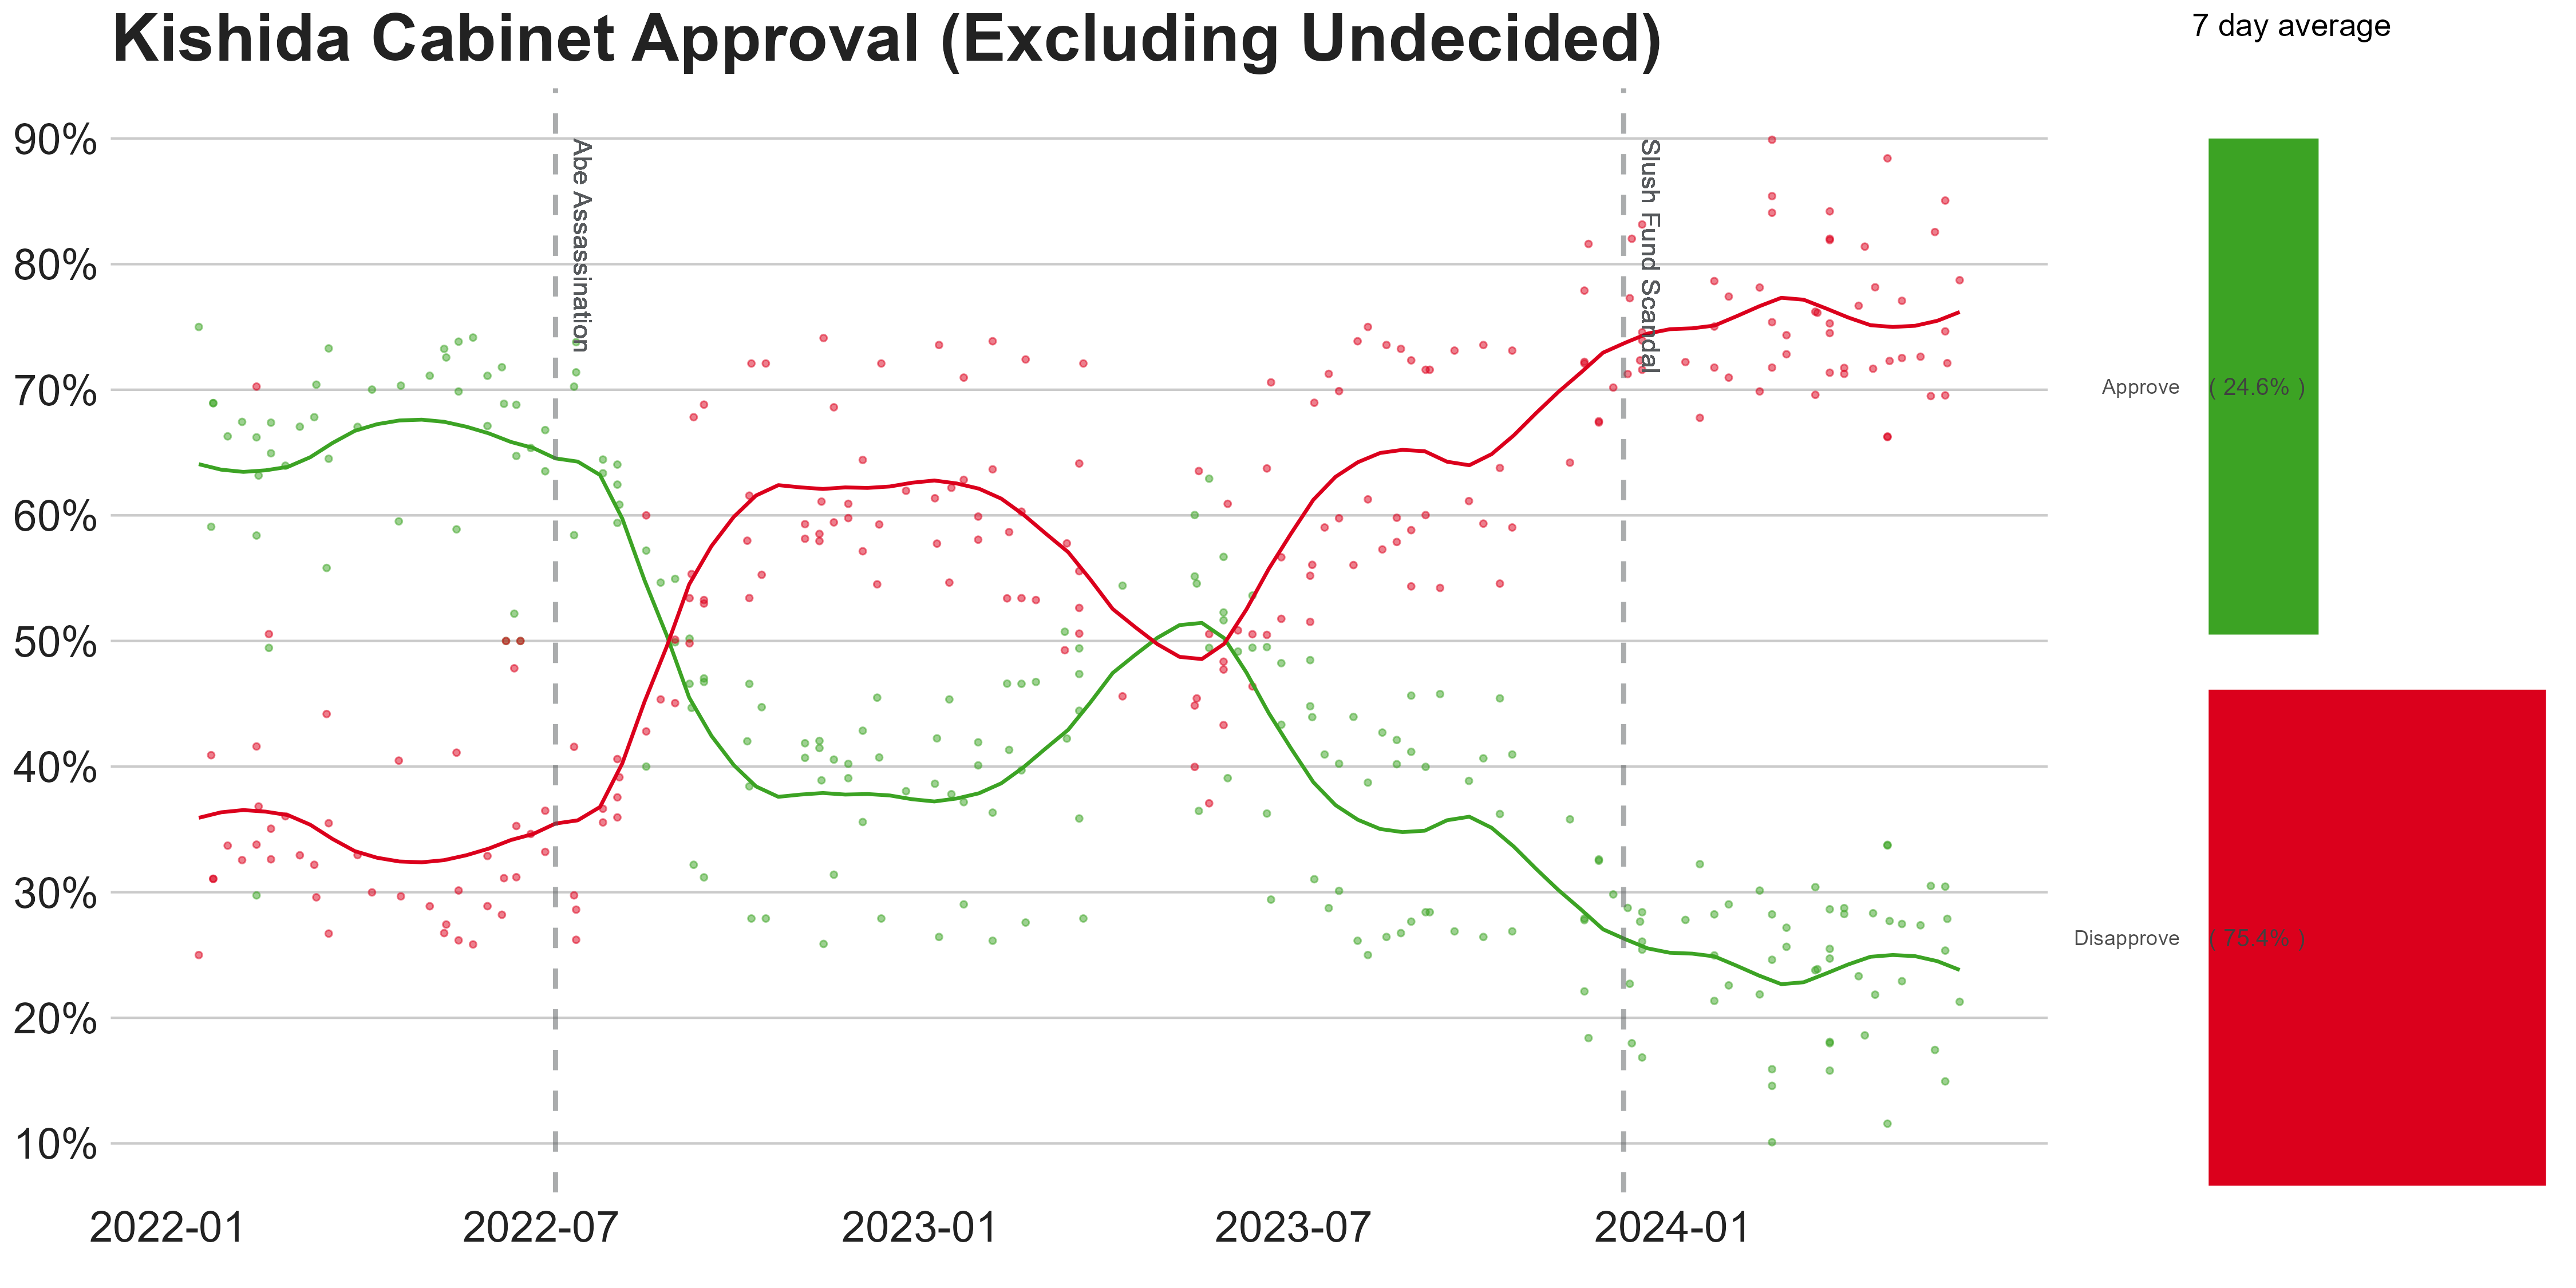 Kishida Cabinet Approval (Excluding Undecided)
7 day average
90%
80%
70%
60%
50%
40%
30%
20%
10%
Abe Assassination
Slush Fund Scandal
2022-01
2022-07
2023-01
2023-07
2024-01
Approve ( 24.6% )
Disapprove ( 75.4% )